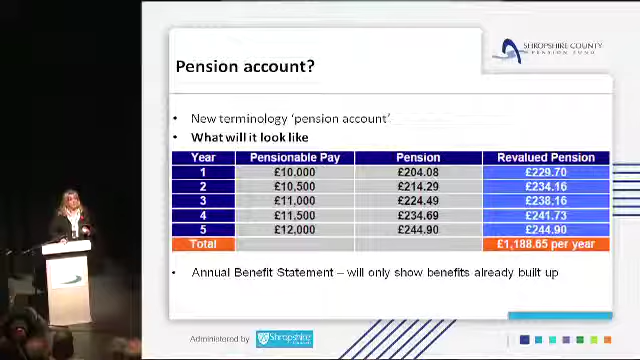 SHROPSHIRE COUNTY
PENSION FUND
Pension account?
• New terminology 'pension account'
• What will it look like
Year Pensionable Pay Pension Revalued Pension
1 £10,000 £204.08 £229.70
2 £10,500 £214.29 £234.16
3 £11,000 £224.49 £238.16
4 £11,500 £234.69 £241.73
5 £12,000 £244.90 £244.90
Total £1,188.65 per year
• Annual Benefit Statement – will only show benefits already built up
Administered by Shropshire